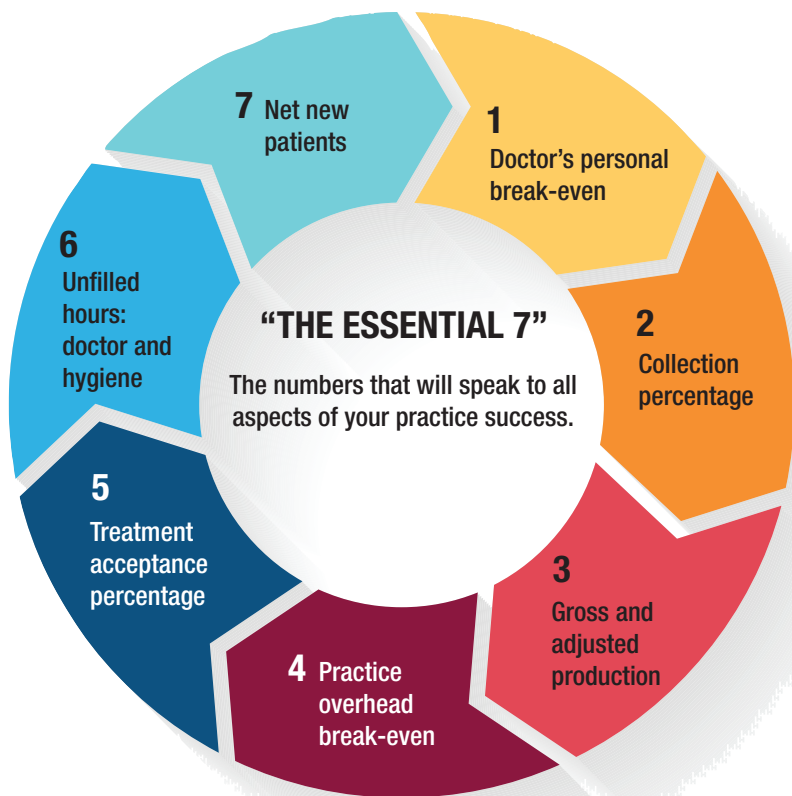 "THE ESSENTIAL 7"
The numbers that will speak to all
aspects of your practice success.
1
Doctor's personal
break-even
2
Collection
percentage
3
Gross and
adjusted
production
4 Practice
overhead
break-even
5
Treatment
acceptance
percentage
6
Unfilled
hours:
doctor and
hygiene
7 Net new
patients